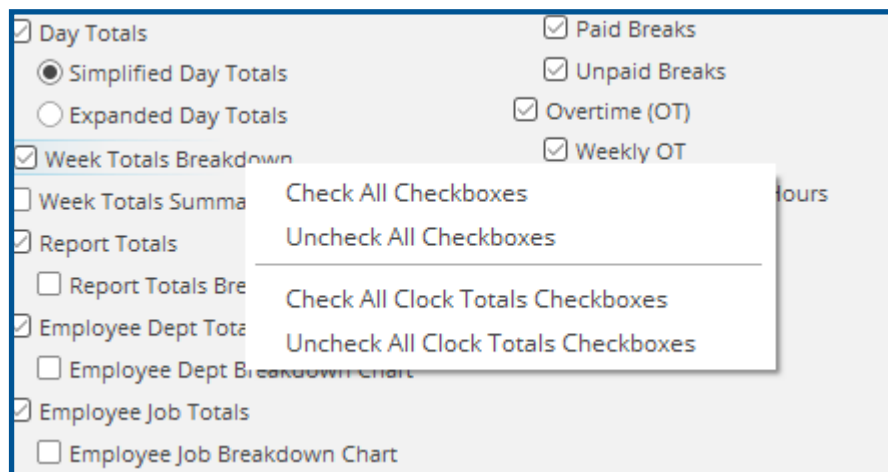 Day Totals
Simplified Day Totals
Expanded Day Totals
Week Totals Breakdown
Week Totals Summa
Report Totals
Report Totals Bre
Employee Dept Tota
Employee Dept Breakdown Chart
Employee Job Totals
Employee Job Breakdown Chart
Paid Breaks
Unpaid Breaks
Overtime (OT)
Weekly OT
Hours
Check All Checkboxes
Uncheck All Checkboxes
Check All Clock Totals Checkboxes
Uncheck All Clock Totals Checkboxes